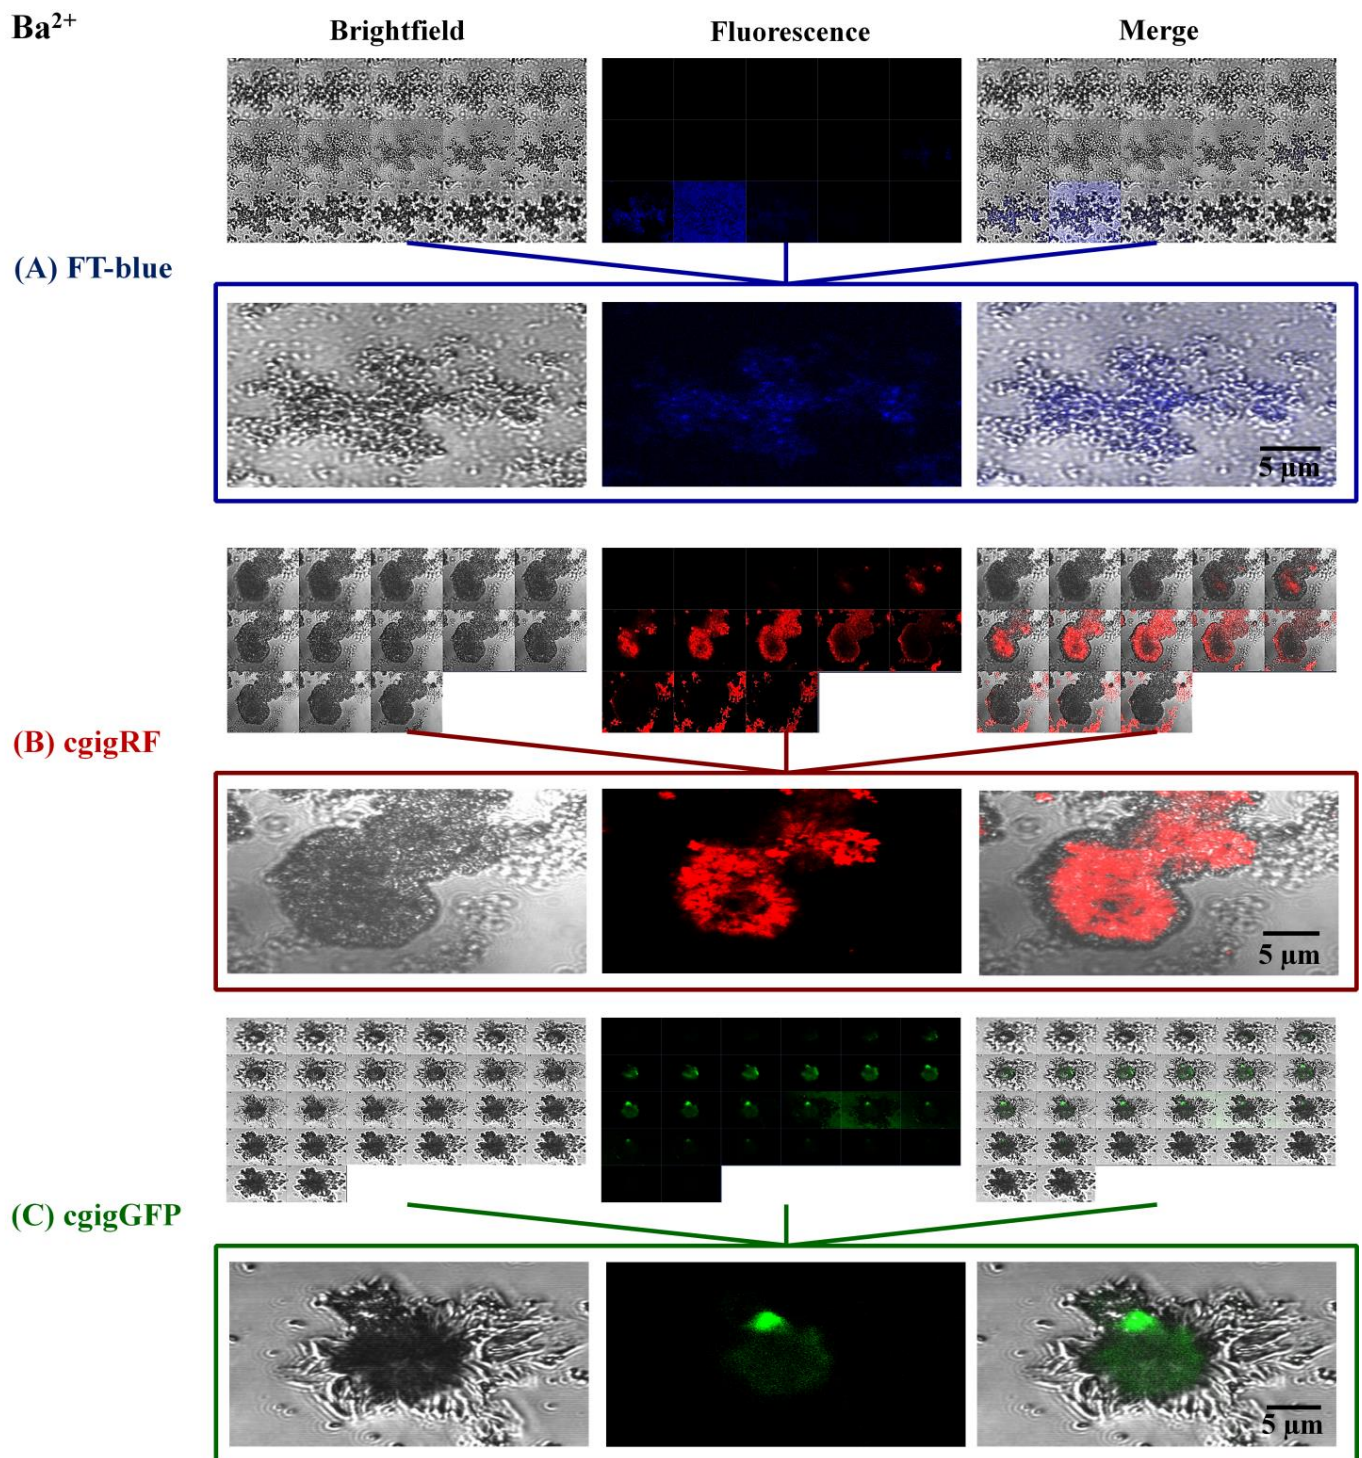 Ba²⁺
Brightfield Fluorescence Merge
(A) FT-blue
5 µm
(B) cgigRF
5 µm
(C) cgigGFP
5 µm